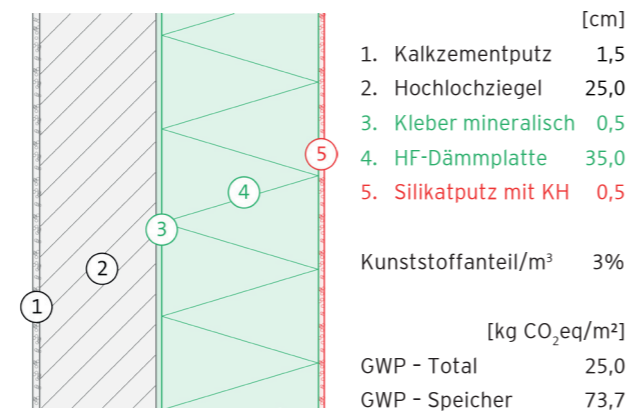 [cm]
1. Kalkzementputz 1,5
2. Hochlochziegel 25,0
3. Kleber mineralisch 0,5
4. HF-Dämmplatte 35,0
5. Silikatputz mit KH 0,5
Kunststoffanteil/m³ 3%
[kg CO₂eq/m²]
GWP – Total 25,0
GWP – Speicher 73,7
5
4
3
2
1